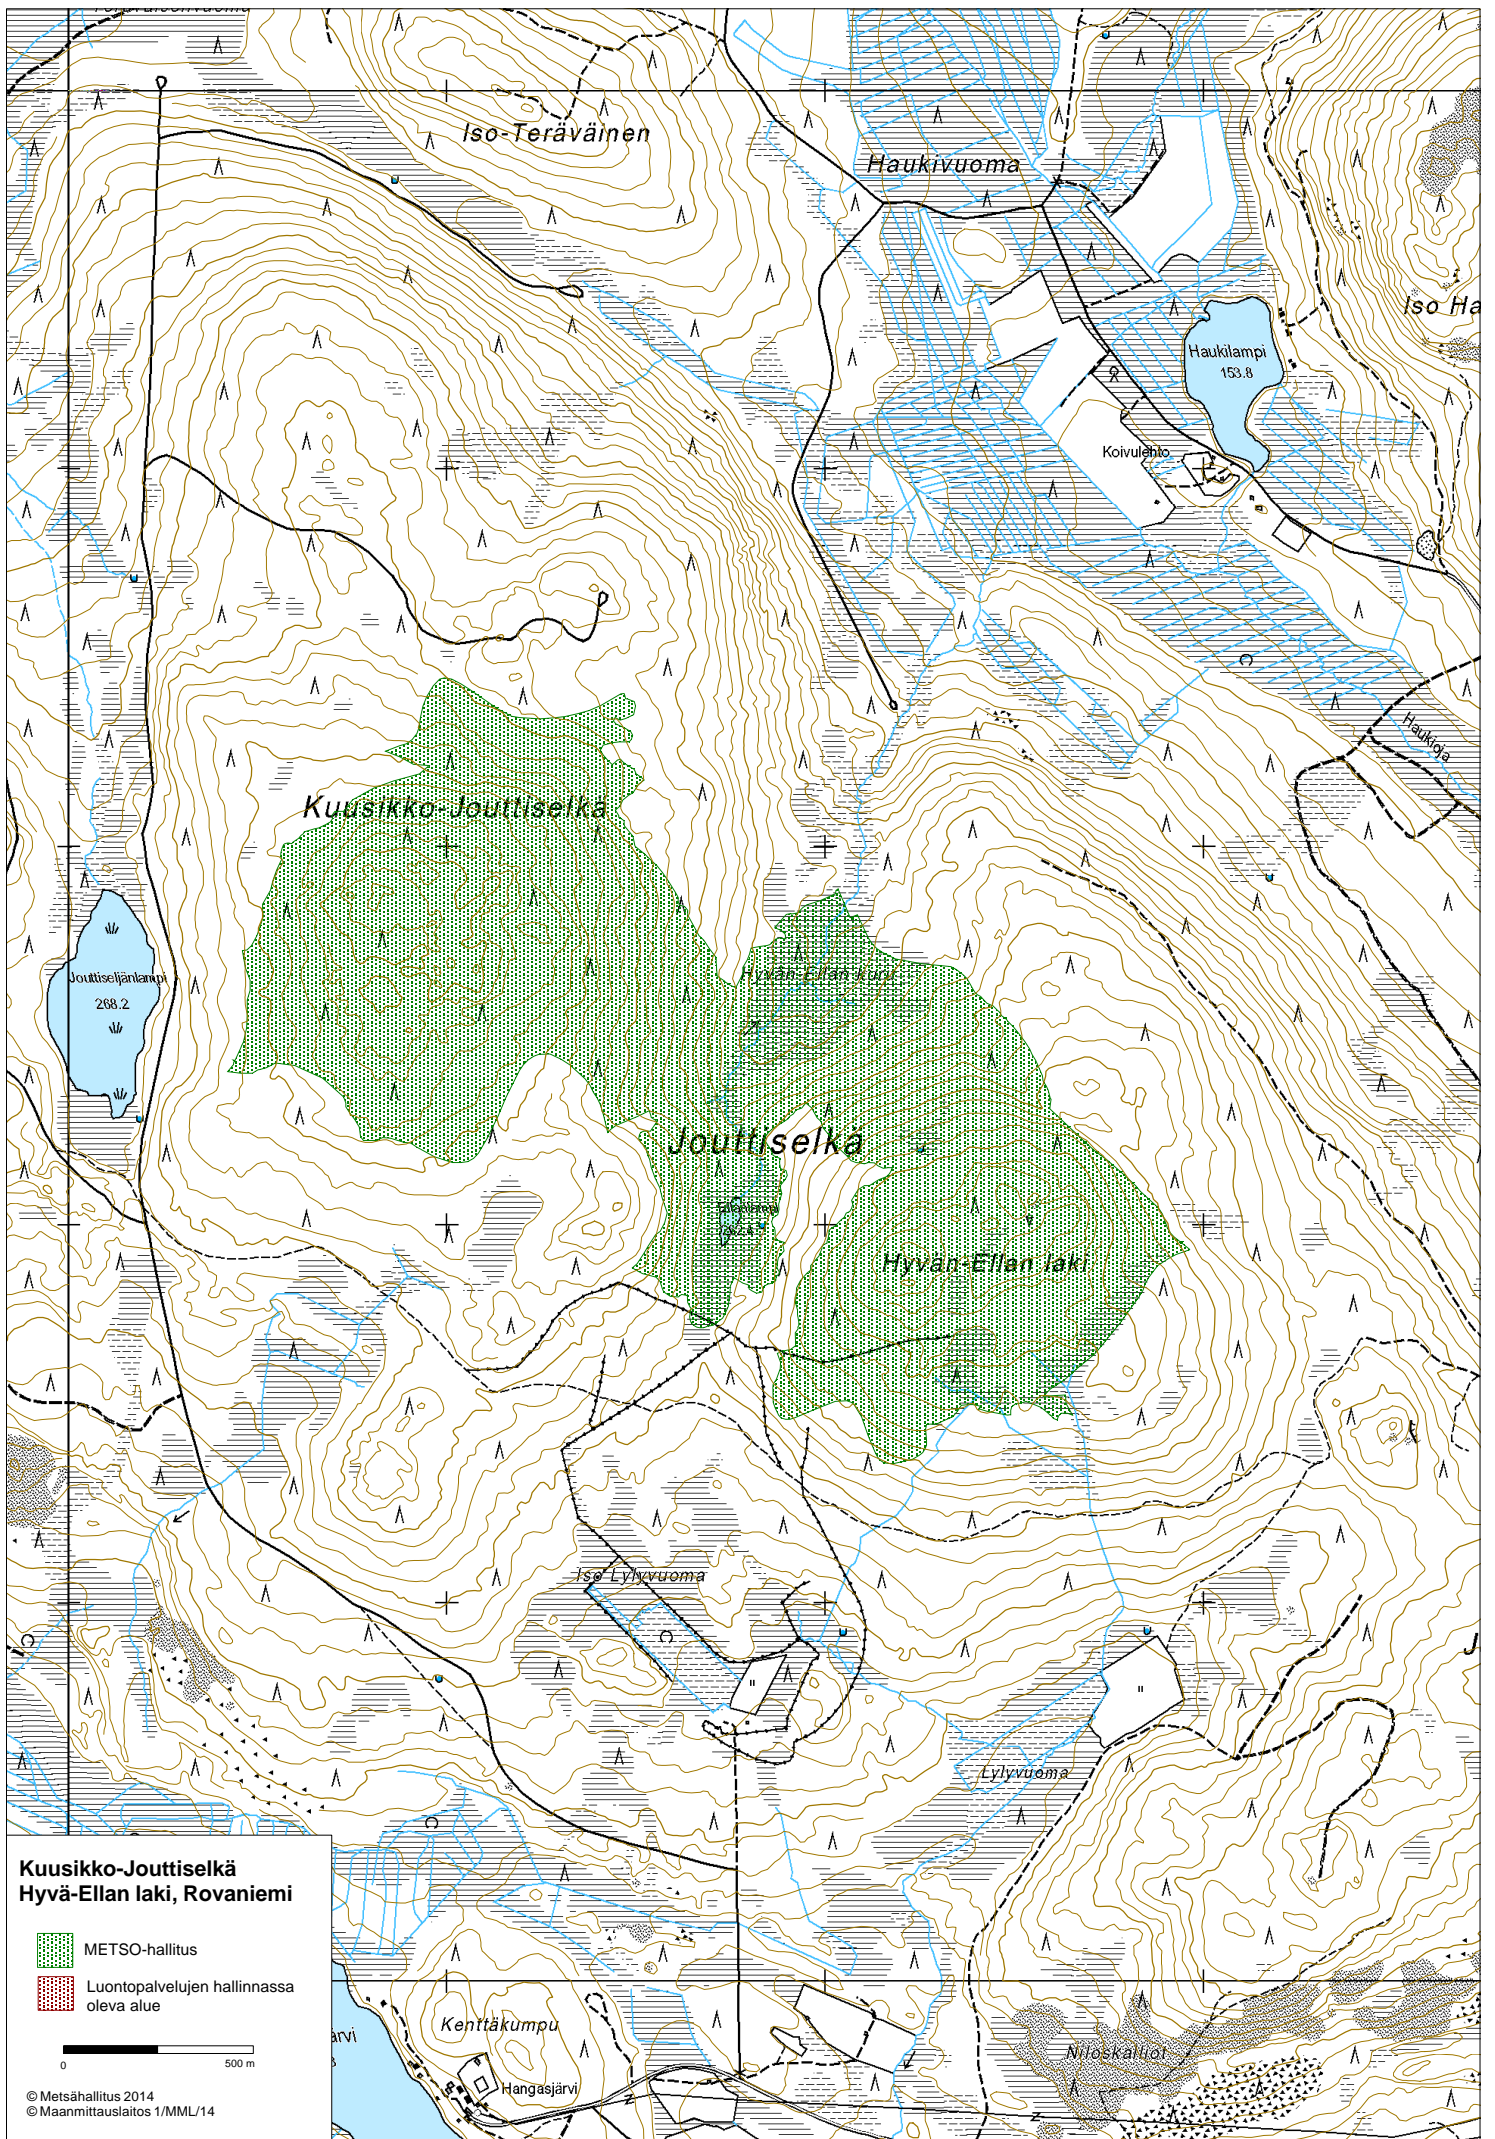 Iso-Teräväinen
Haukivuoma
Iso Ha
Haukilampi
153.8
Koivulehto
Haukioja
Kuusikko-Jouttiselkä
Jouttiseljänlampi
268.2
Hyvän-Ellan kuru
Jouttiselkä
Hyvän-Ellan laki
Iso Lylyvuoma
J
Lylyvuoma
Kuusikko-Jouttiselkä
Hyvä-Ellan laki, Rovaniemi
METSO-hallitus
Luontopalvelujen hallinnassa
oleva alue
0 500 m
© Metsähallitus 2014
© Maanmittauslaitos 1/MML/14
ärvi
Kenttäkumpu
Hangasjärvi
Niloskalliot